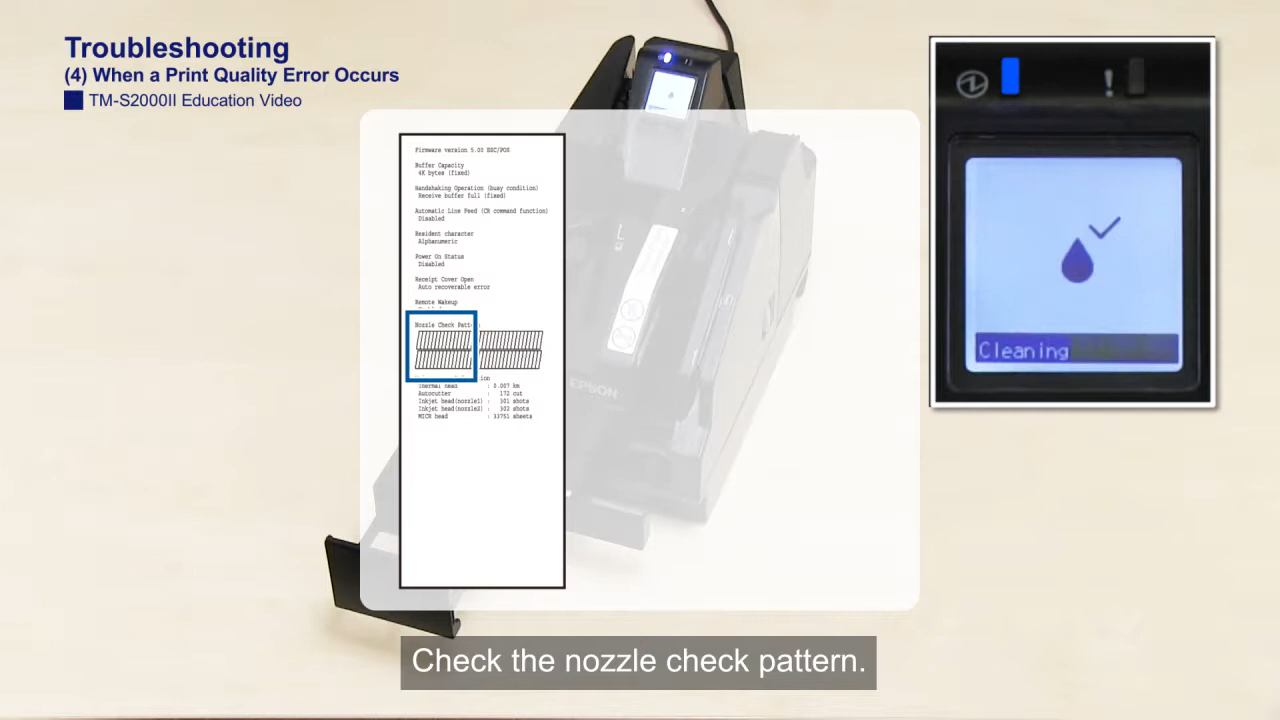 Troubleshooting
(4) When a Print Quality Error Occurs
TM-S2000II Education Video
Firmware version 5.00 ESC/POS
Buffer Capacity
4K bytes (fixed)
Handshaking Operation (busy condition)
Receive buffer full (fixed)
Automatic Line Feed (CR command function)
Disabled
Resident character
Alphanumeric
Power On Status
Disabled
Receipt Cover Open
Auto recoverable error
Remote Wakeup
Nozzle Check
Thermal head : 0.007 km
Autocutter : 172 cut
Inkjet head(nozzle1) : 301 shots
Inkjet head(nozzle2) : 302 shots
MICR head : 33751 sheets
L
EPSON
Cleaning
Check the nozzle check pattern.